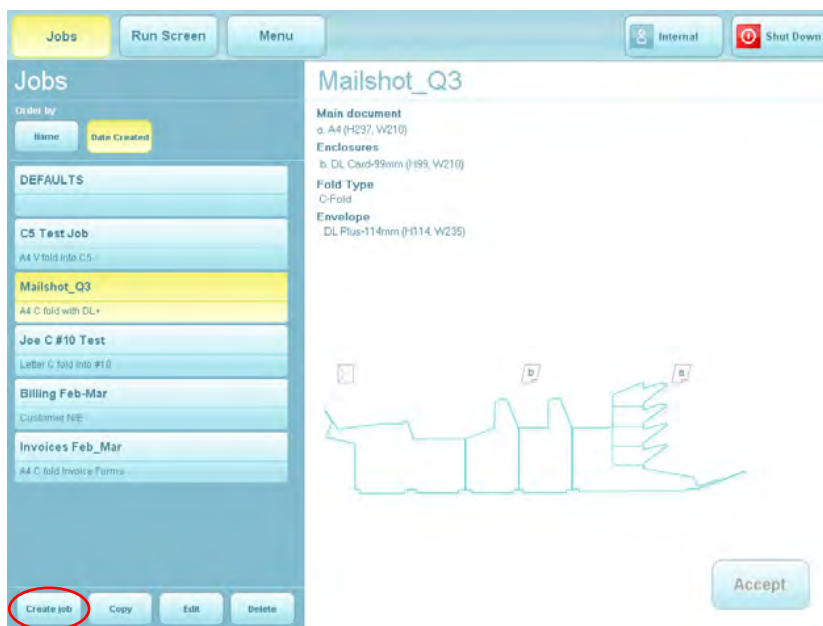 Jobs
Run Screen
Menu
Internal
Shut Down
Jobs
Order by
Name
Date Created
DEFAULTS
C5 Test Job
A4 V fold into C5
Mailshot_Q3
A4 C fold with DL+
Joe C #10 Test
Letter C fold into #10
Billing Feb-Mar
Customer N/E
Invoices Feb_Mar
A4 C fold Invoice Forms
Create job
Copy
Edit
Delete
Mailshot_Q3
Main document
a. A4 (H297, W210)
Enclosures
b. DL Card-99mm (H99, W210)
Fold Type
C-Fold
Envelope
DL Plus-114mm (H114, W235)
b
a
Accept